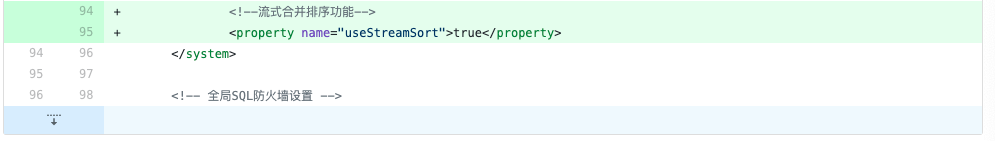 94 + <!--流式合并排序功能-->
95 + <property name="useStreamSort">true</property>
94 96 </system>
95 97
96 98 <!-- 全局SQL防火墙设置 -->